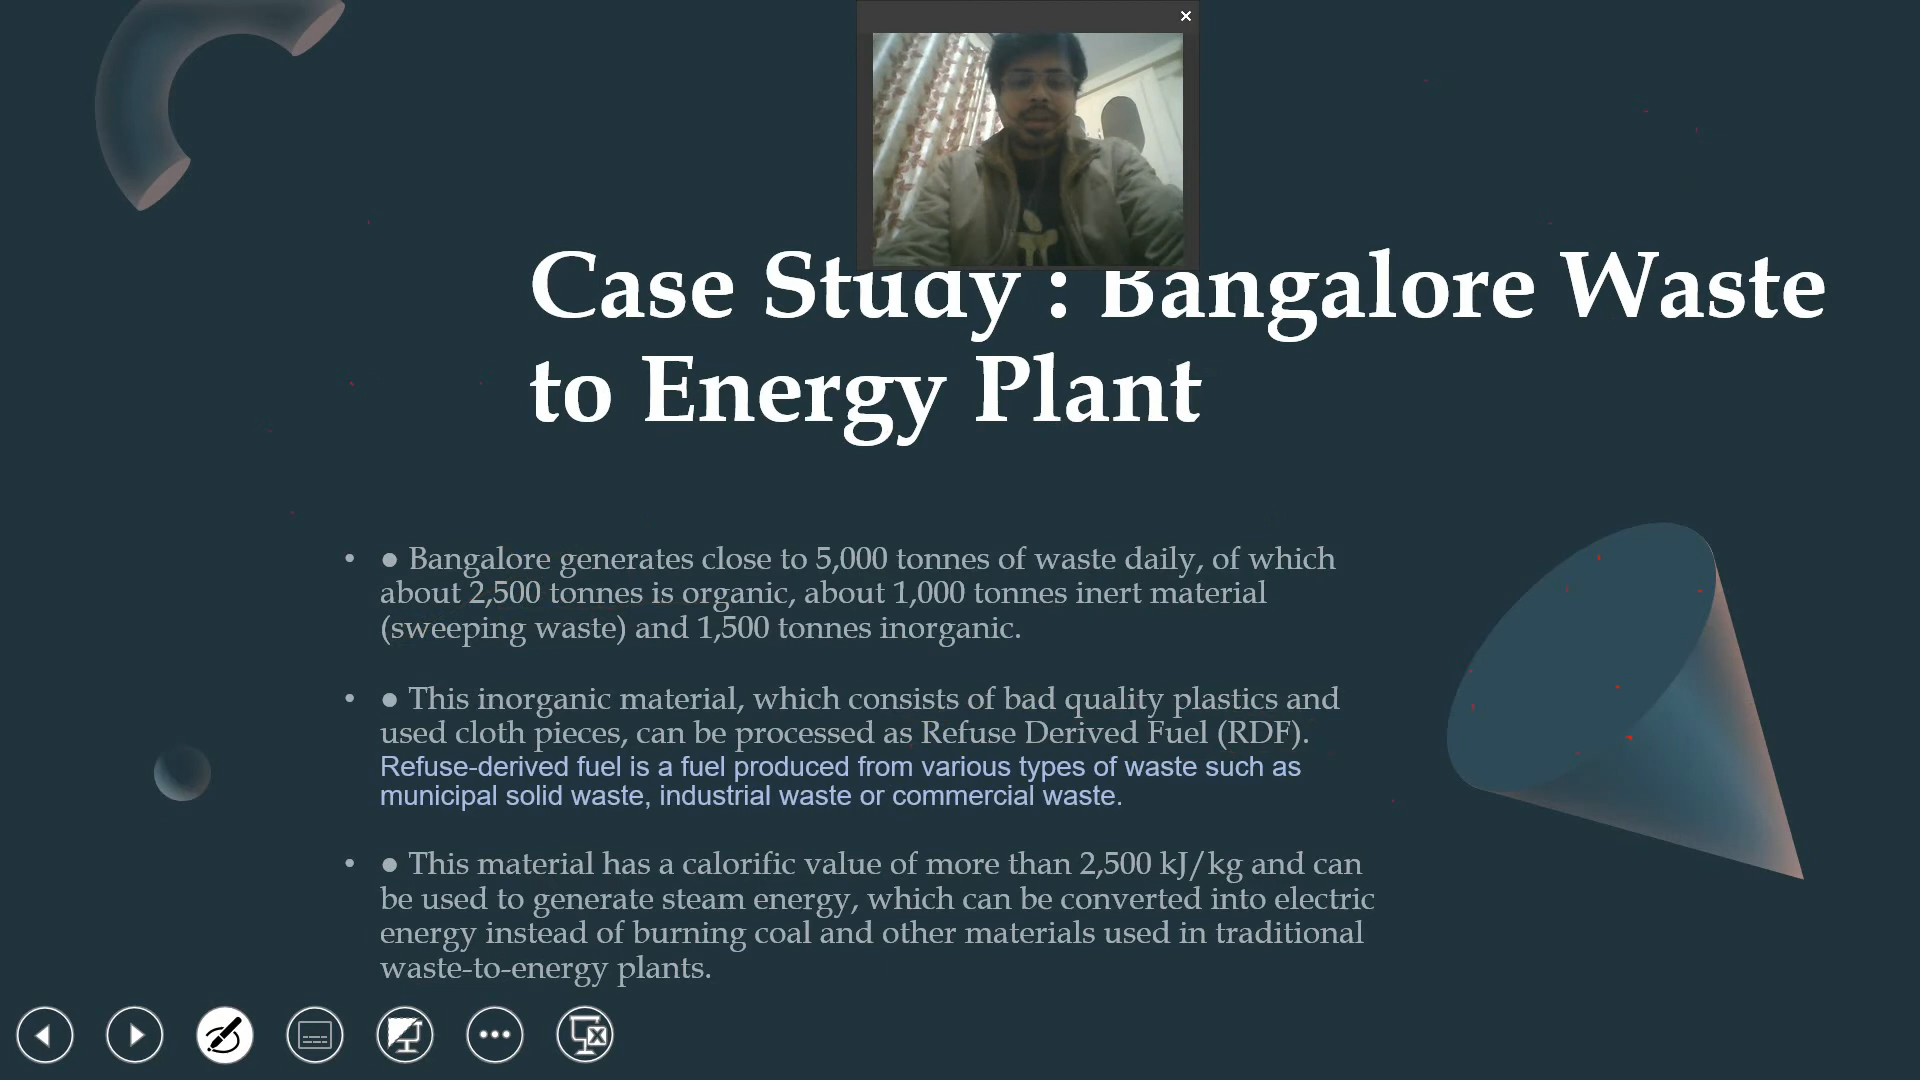 Case Study : Bangalore Waste
to Energy Plant
• ● Bangalore generates close to 5,000 tonnes of waste daily, of which
about 2,500 tonnes is organic, about 1,000 tonnes inert material
(sweeping waste) and 1,500 tonnes inorganic.
• ● This inorganic material, which consists of bad quality plastics and
used cloth pieces, can be processed as Refuse Derived Fuel (RDF).
Refuse-derived fuel is a fuel produced from various types of waste such as
municipal solid waste, industrial waste or commercial waste.
• ● This material has a calorific value of more than 2,500 kJ/kg and can
be used to generate steam energy, which can be converted into electric
energy instead of burning coal and other materials used in traditional
waste-to-energy plants.